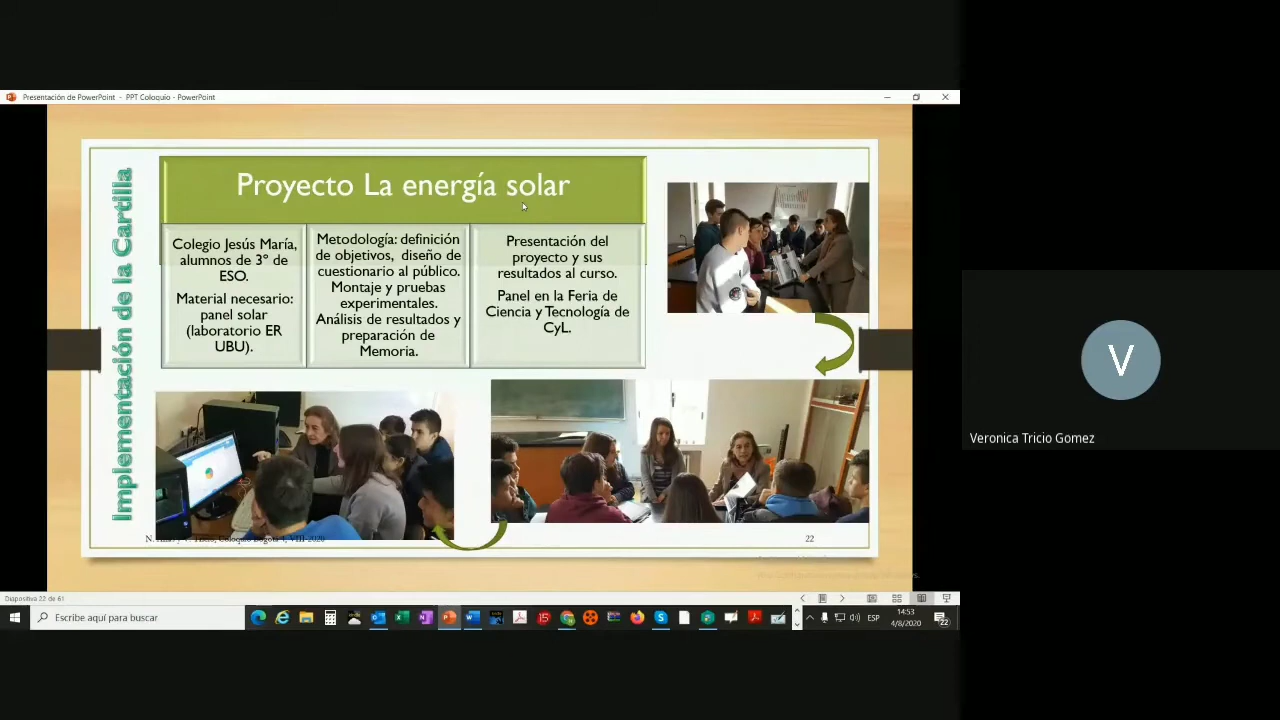 Presentación de PowerPoint - PPT Coloquio - PowerPoint
Implementación de la Cartilla
Proyecto La energía solar
Colegio Jesús María,
alumnos de 3º de
ESO.
Material necesario:
panel solar
(laboratorio ER
UBU).
Metodología: definición
de objetivos, diseño de
cuestionario al público.
Montaje y pruebas
experimentales.
Análisis de resultados y
preparación de
Memoria.
Presentación del
proyecto y sus
resultados al curso.
Panel en la Feria de
Ciencia y Tecnología de
CyL.
22
V
Veronica Tricio Gomez
Diapositiva 22 de 61
Escribe aquí para buscar
ESP
14:53
4/8/2020
22